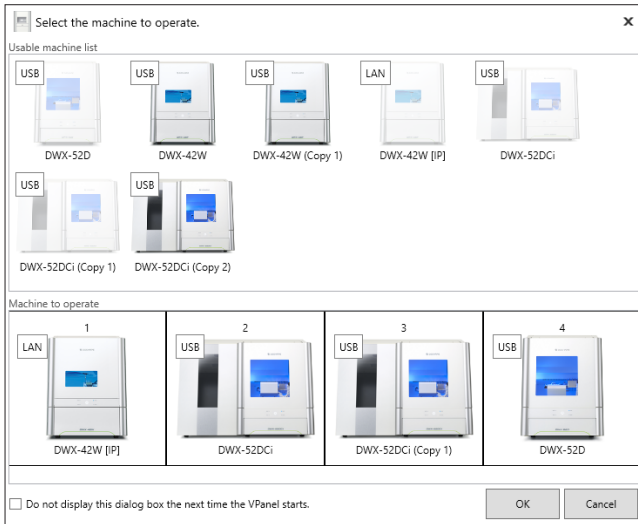 Select the machine to operate.
Usable machine list
USB USB USB LAN USB
DWX-52D DWX-42W DWX-42W (Copy 1) DWX-42W [IP] DWX-52DCi
USB USB
DWX-52DCi (Copy 1) DWX-52DCi (Copy 2)
Machine to operate
1 2 3 4
LAN USB USB USB
DWX-42W [IP] DWX-52DCi DWX-52DCi (Copy 1) DWX-52D
Do not display this dialog box the next time the VPanel starts.
OK Cancel